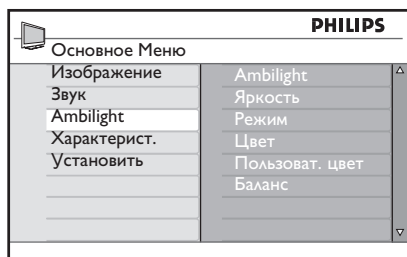 PHILIPS
Основное Меню
Изображение
Звук
Ambilight
Характерист.
Установить
Ambilight
Яркость
Режим
Цвет
Пользоват. цвет
Баланс